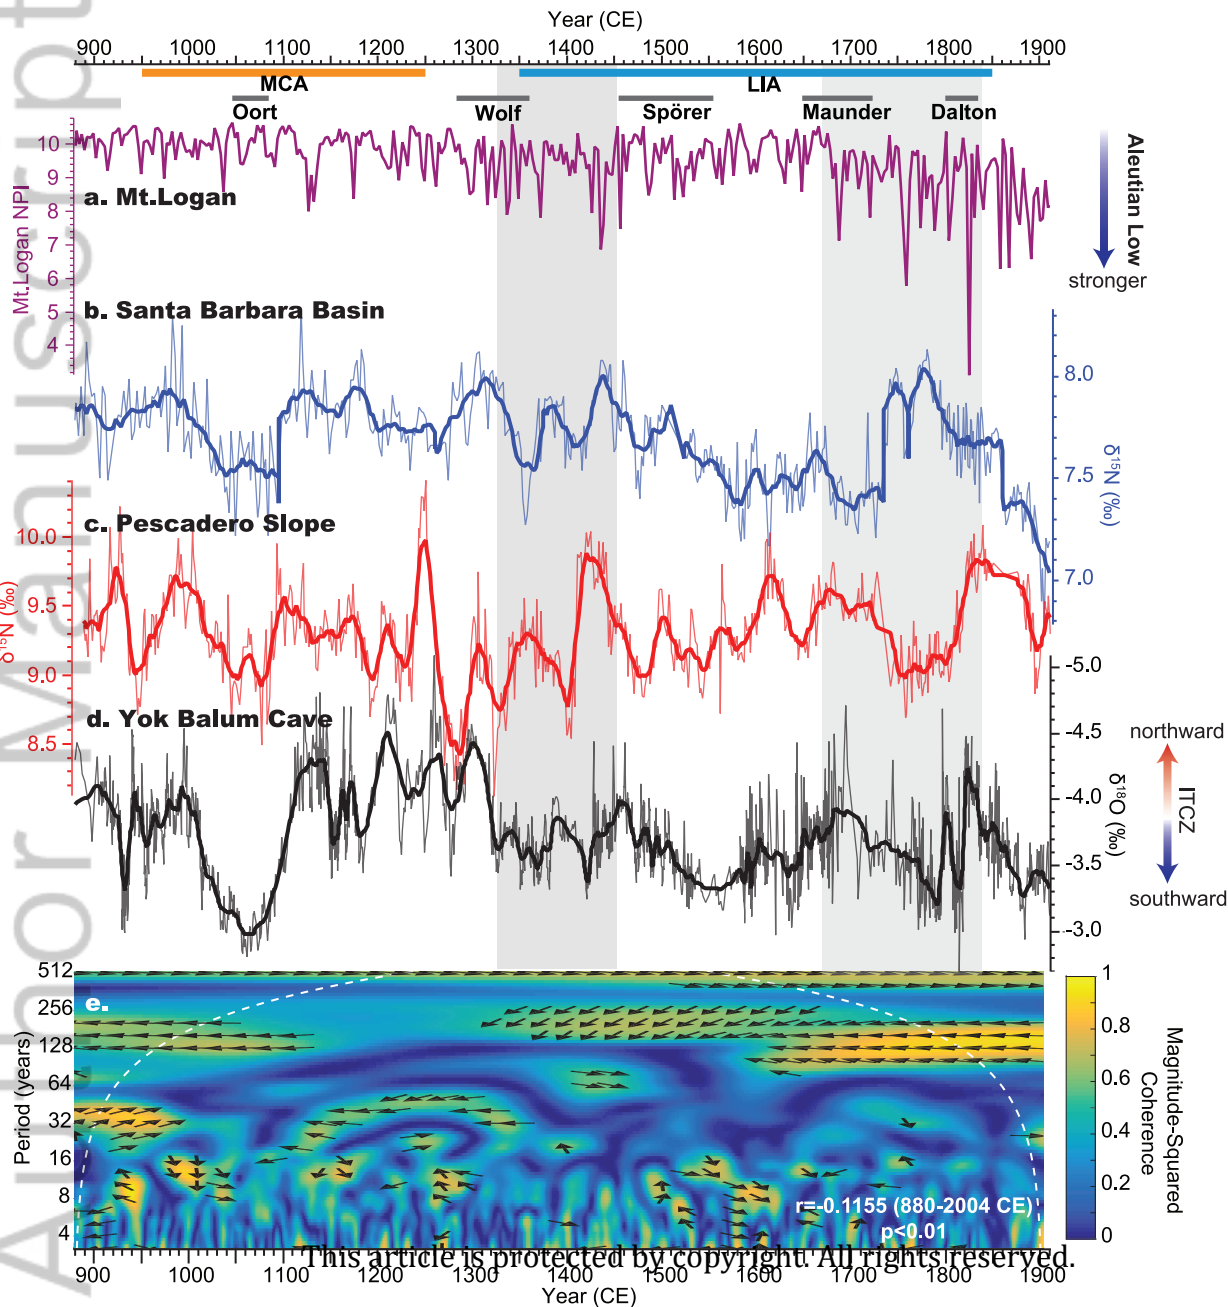 Author Manuscript
Year (CE)
900 1000 1100 1200 1300 1400 1500 1600 1700 1800 1900
MCA
LIA
Oort
Wolf
Spörer
Maunder
Dalton
Mt.Logan NPI
10
9
8
7
6
5
4
a. Mt.Logan
Aleutian Low
stronger
b. Santa Barbara Basin
8.0
7.5
7.0
δ¹⁵N (‰)
c. Pescadero Slope
10.0
9.5
9.0
8.5
δ¹⁵N (‰)
d. Yok Balum Cave
-5.0
-4.5
-4.0
-3.5
-3.0
δ¹⁸O (‰)
northward
ITCZ
southward
e.
Period (years)
512
256
128
64
32
16
8
4
r=-0.1155 (880-2004 CE)
p<0.01
1
0.8
0.6
0.4
0.2
0
Magnitude-Squared
Coherence
This article is protected by copyright. All rights reserved.
900 1000 1100 1200 1300 1400 1500 1600 1700 1800 1900
Year (CE)